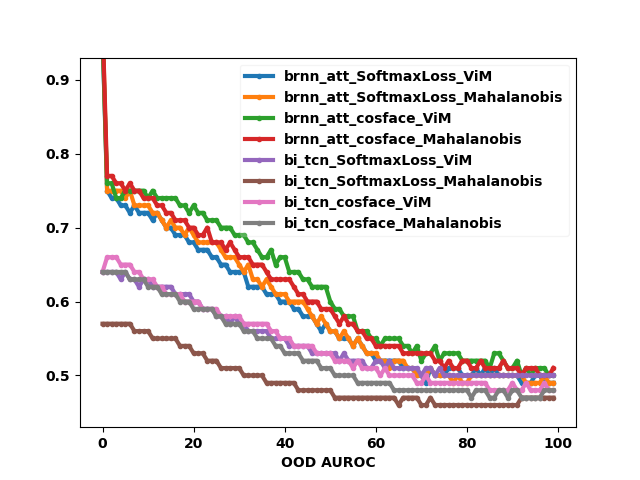 0.9
0.8
0.7
0.6
0.5
brnn_att_SoftmaxLoss_ViM
brnn_att_SoftmaxLoss_Mahalanobis
brnn_att_cosface_ViM
brnn_att_cosface_Mahalanobis
bi_tcn_SoftmaxLoss_ViM
bi_tcn_SoftmaxLoss_Mahalanobis
bi_tcn_cosface_ViM
bi_tcn_cosface_Mahalanobis
0 20 40 60 80 100
OOD AUROC